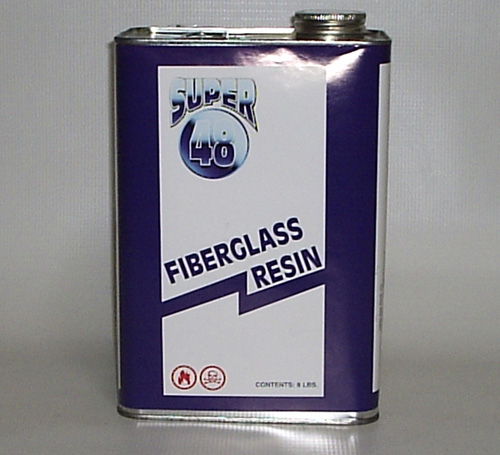 SUPER
48
FIBERGLASS
RESIN
CONTENTS: 8 LBS.